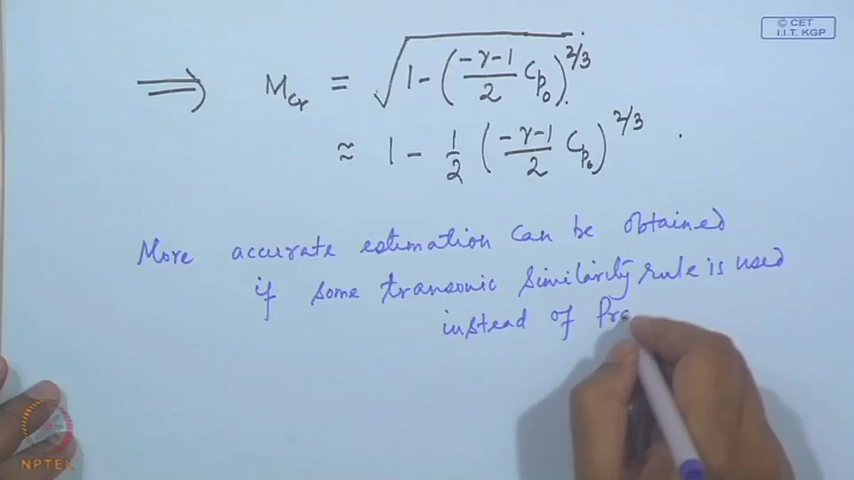 © CET
I.I.T. KGP
⟹ M_cr = √(1 - ((-γ-1)/2 C_p₀)^(2/3))
≈ 1 - 1/2 ((-γ-1)/2 C_p₀)^(2/3) .
More accurate estimation can be obtained
if some transonic similarity rule is used
instead of Pra
NPTEL